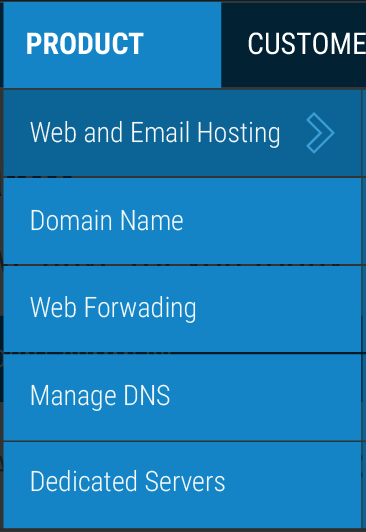 PRODUCT CUSTOME
Web and Email Hosting
Domain Name
Web Forwading
Manage DNS
Dedicated Servers